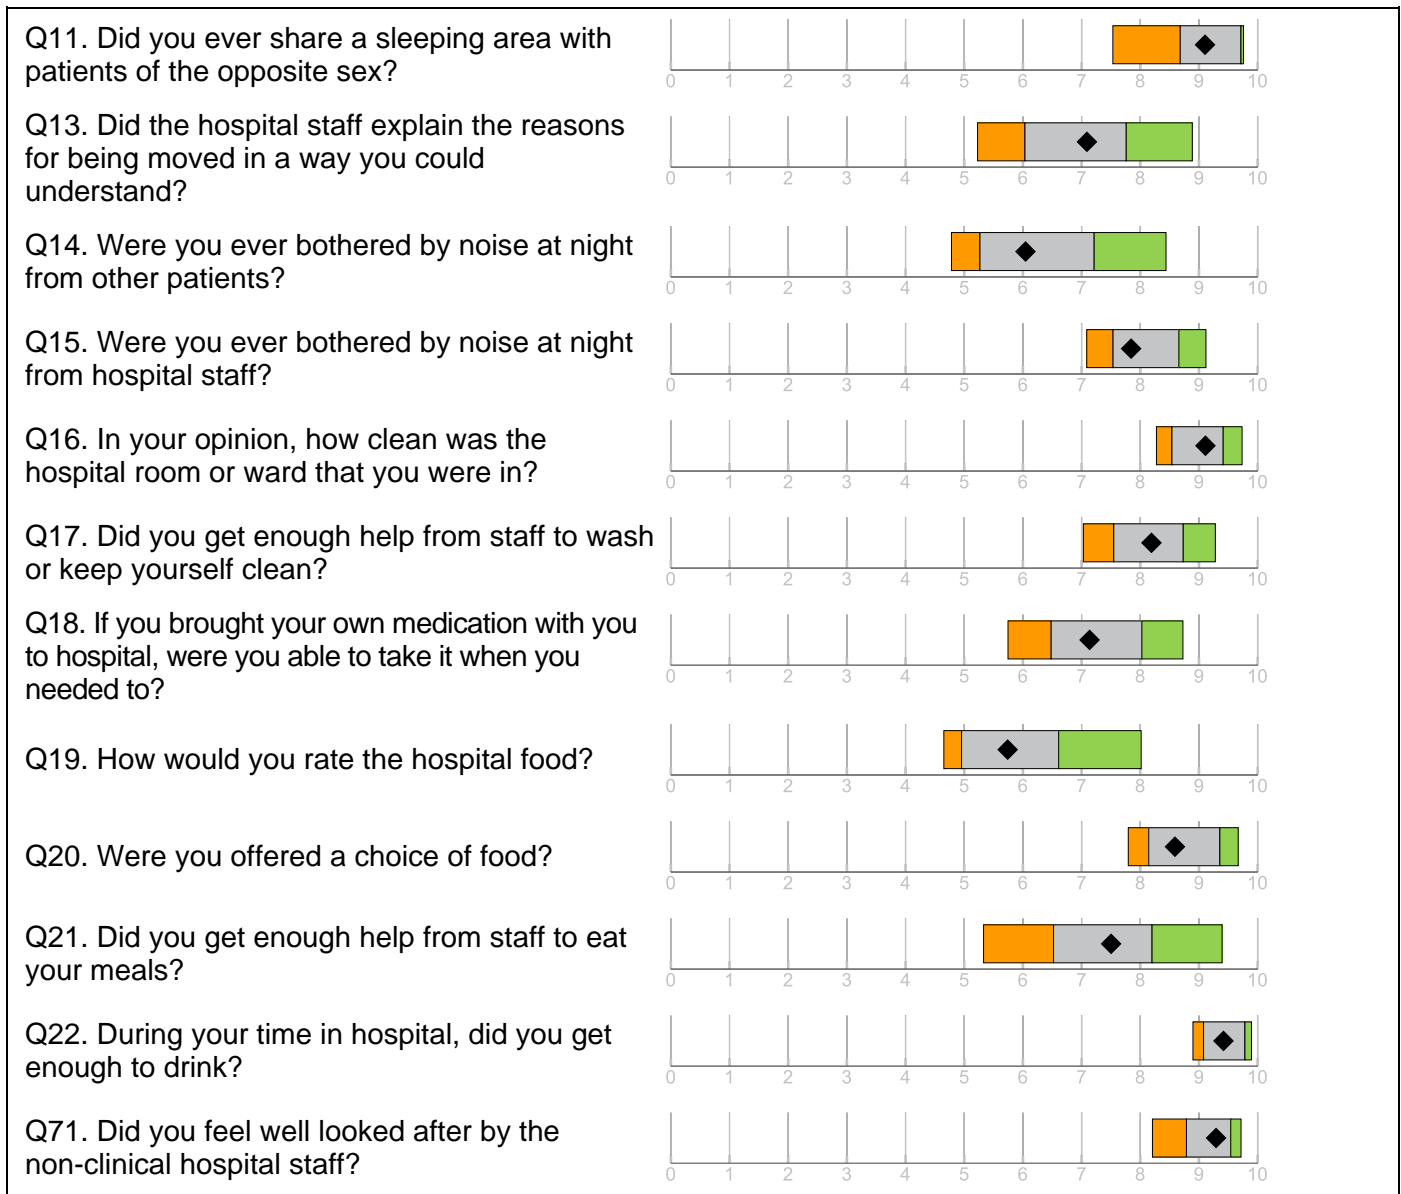 Q11. Did you ever share a sleeping area with
patients of the opposite sex?
0 1 2 3 4 5 6 7 8 9 10
Q13. Did the hospital staff explain the reasons
for being moved in a way you could
understand?
0 1 2 3 4 5 6 7 8 9 10
Q14. Were you ever bothered by noise at night
from other patients?
0 1 2 3 4 5 6 7 8 9 10
Q15. Were you ever bothered by noise at night
from hospital staff?
0 1 2 3 4 5 6 7 8 9 10
Q16. In your opinion, how clean was the
hospital room or ward that you were in?
0 1 2 3 4 5 6 7 8 9 10
Q17. Did you get enough help from staff to wash
or keep yourself clean?
0 1 2 3 4 5 6 7 8 9 10
Q18. If you brought your own medication with you
to hospital, were you able to take it when you
needed to?
0 1 2 3 4 5 6 7 8 9 10
Q19. How would you rate the hospital food?
0 1 2 3 4 5 6 7 8 9 10
Q20. Were you offered a choice of food?
0 1 2 3 4 5 6 7 8 9 10
Q21. Did you get enough help from staff to eat
your meals?
0 1 2 3 4 5 6 7 8 9 10
Q22. During your time in hospital, did you get
enough to drink?
0 1 2 3 4 5 6 7 8 9 10
Q71. Did you feel well looked after by the
non-clinical hospital staff?
0 1 2 3 4 5 6 7 8 9 10